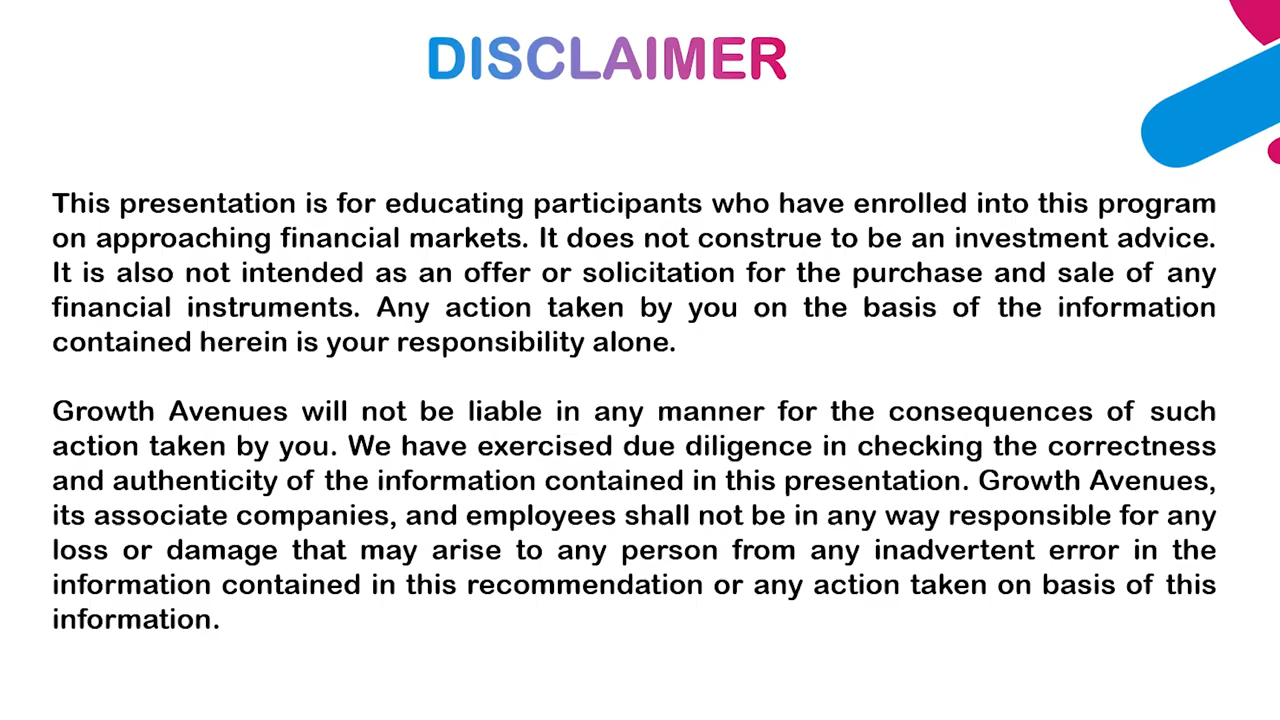 DISCLAIMER
This presentation is for educating participants who have enrolled into this program
on approaching financial markets. It does not construe to be an investment advice.
It is also not intended as an offer or solicitation for the purchase and sale of any
financial instruments. Any action taken by you on the basis of the information
contained herein is your responsibility alone.
Growth Avenues will not be liable in any manner for the consequences of such
action taken by you. We have exercised due diligence in checking the correctness
and authenticity of the information contained in this presentation. Growth Avenues,
its associate companies, and employees shall not be in any way responsible for any
loss or damage that may arise to any person from any inadvertent error in the
information contained in this recommendation or any action taken on basis of this
information.